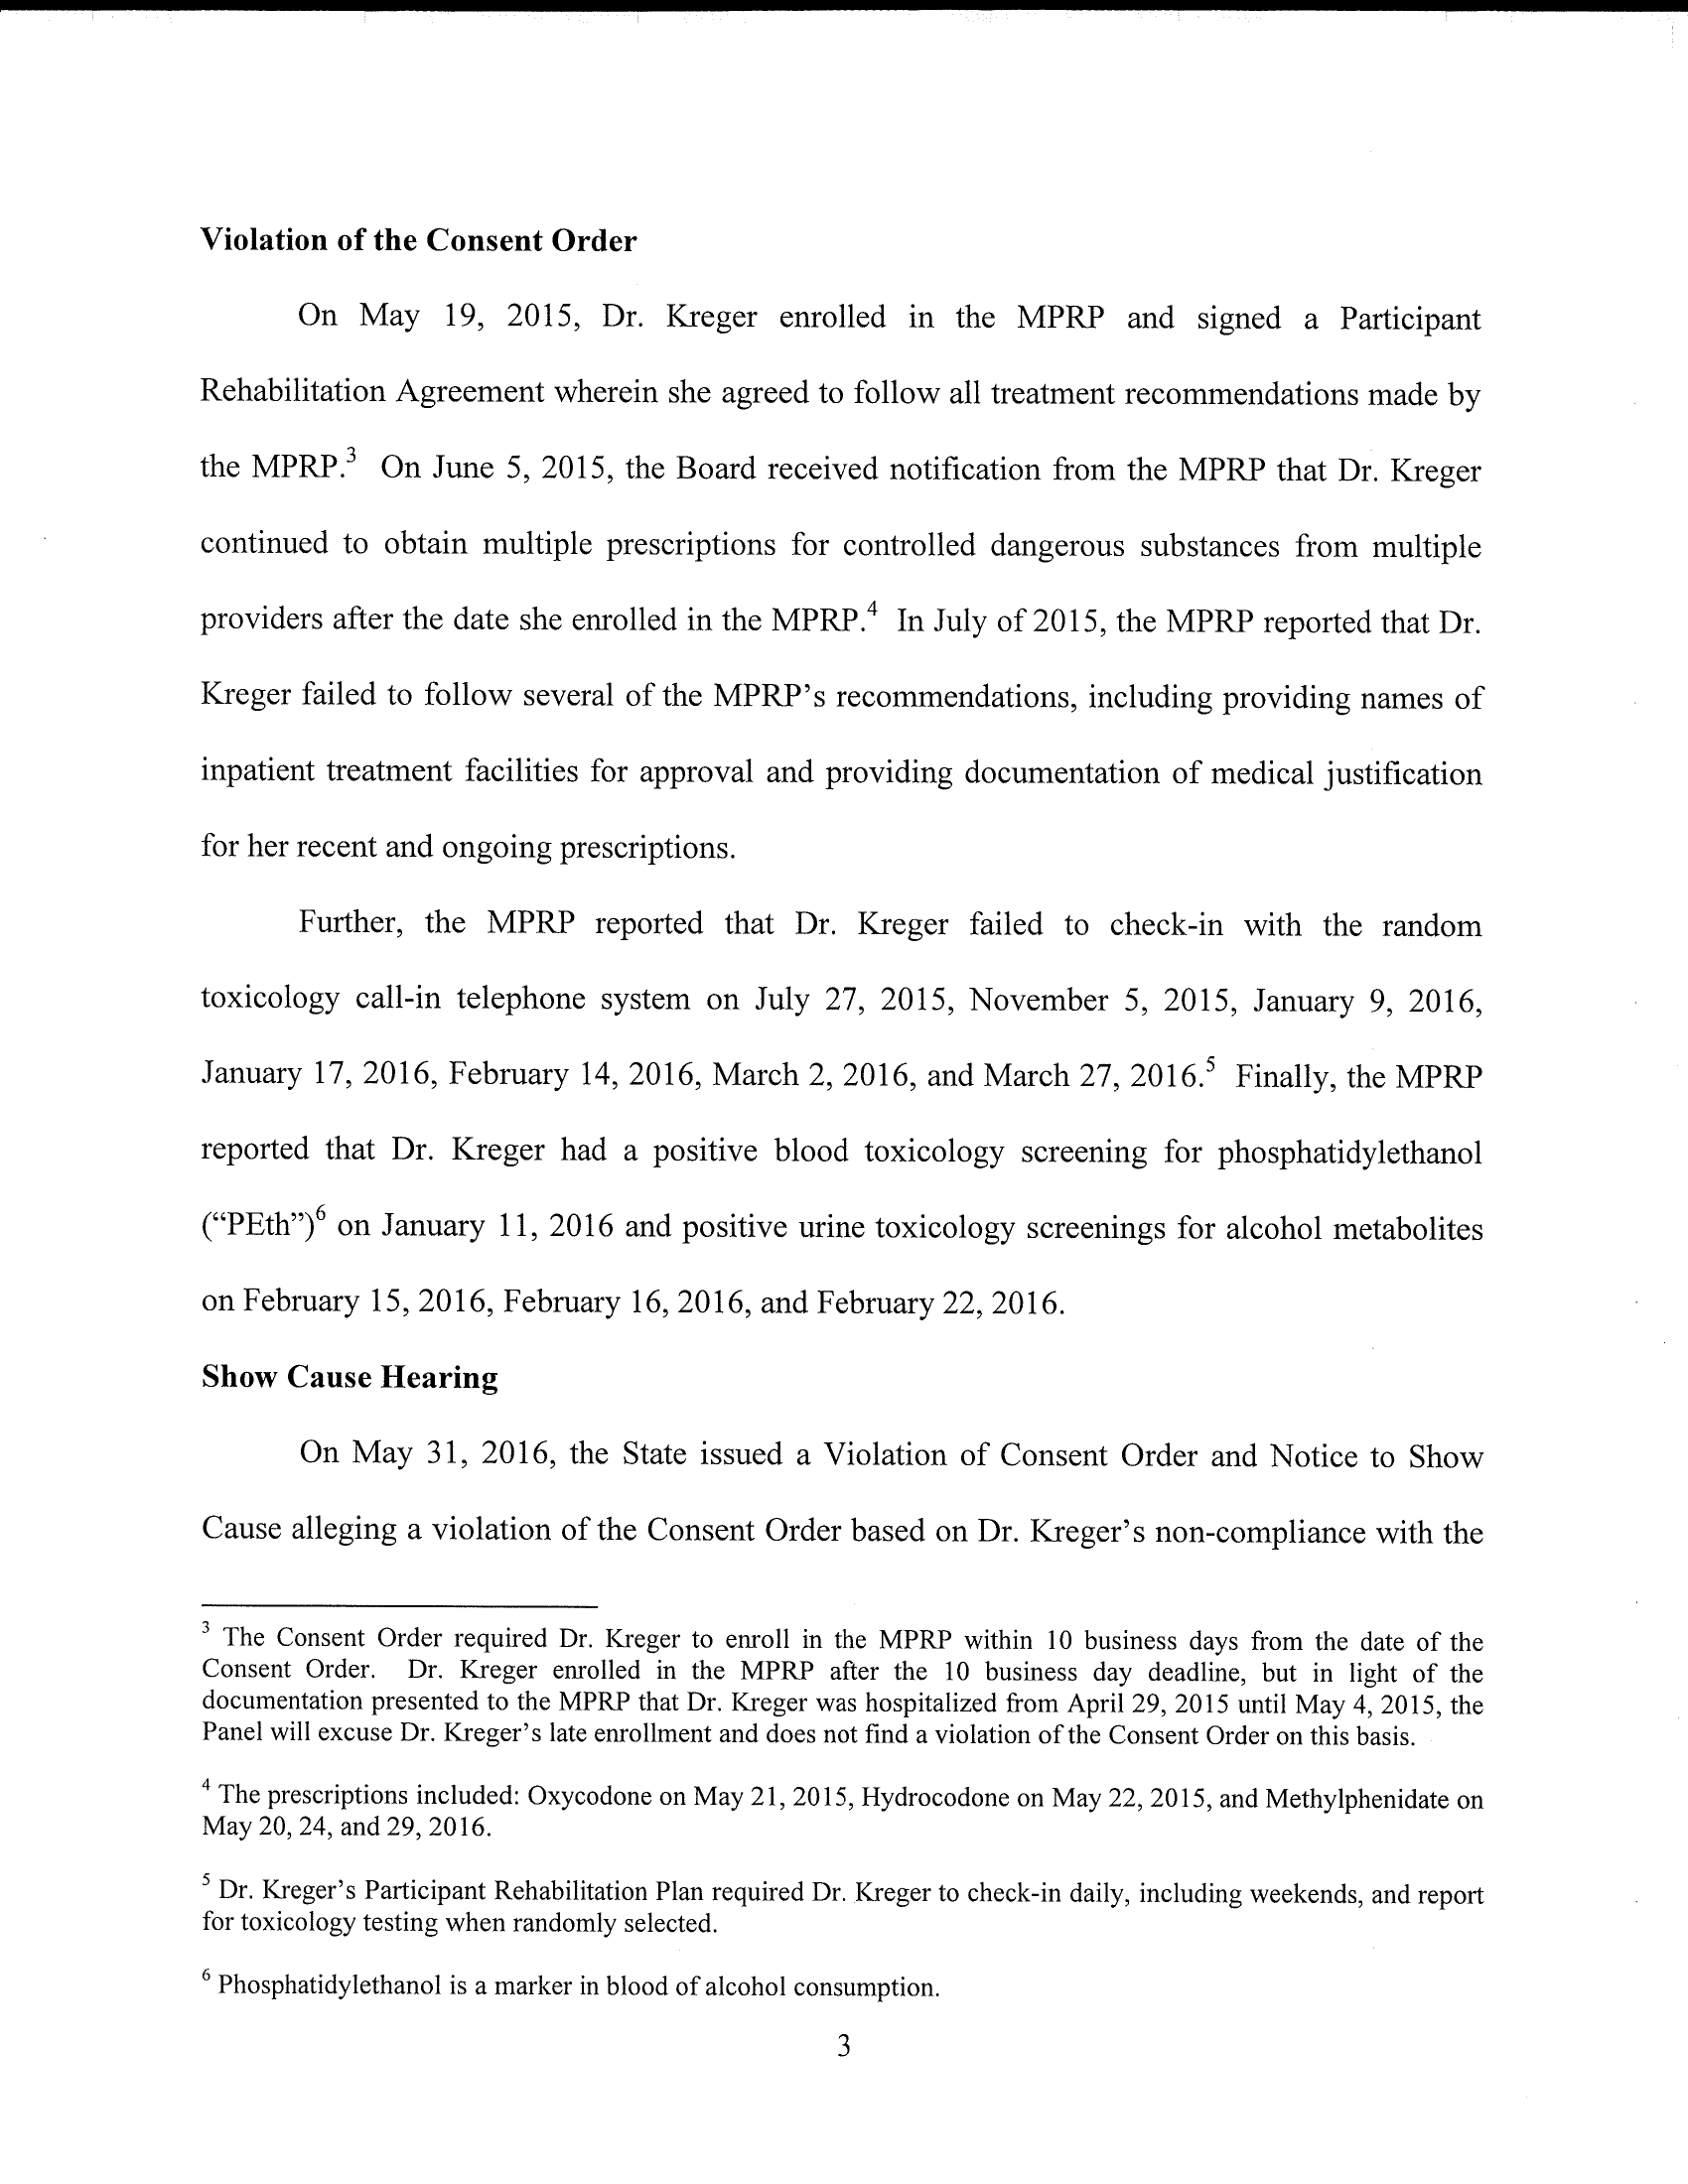 Violation of the Consent Order
On May 19, 2015, Dr. Kreger enrolled in the MPRP and signed a Participant
Rehabilitation Agreement wherein she agreed to follow all treatment recommendations made by
the MPRP.3 On June 5, 2015, the Board received notification from the MPRP that Dr. Kreger
continued to obtain multiple prescriptions for controlled dangerous substances from multiple
providers after the date she enrolled in the MPRP.4 In July of 2015, the MPRP reported that Dr.
Kreger failed to follow several of the MPRP's recommendations, including providing names of
inpatient treatment facilities for approval and providing documentation of medical justification
for her recent and ongoing prescriptions.
Further, the MPRP reported that Dr. Kreger failed to check-in with the random
toxicology call-in telephone system on July 27, 2015, November 5, 2015, January 9, 2016,
January 17, 2016, February 14, 2016, March 2, 2016, and March 27, 2016.5 Finally, the MPRP
reported that Dr. Kreger had a positive blood toxicology screening for phosphatidylethanol
("PEth")6 on January 11, 2016 and positive urine toxicology screenings for alcohol metabolites
on February 15, 2016, February 16, 2016, and February 22, 2016.
Show Cause Hearing
On May 31, 2016, the State issued a Violation of Consent Order and Notice to Show
Cause alleging a violation of the Consent Order based on Dr. Kreger's non-compliance with the
3 The Consent Order required Dr. Kreger to enroll in the MPRP within 10 business days from the date of the
Consent Order. Dr. Kreger enrolled in the MPRP after the 10 business day deadline, but in light of the
documentation presented to the MPRP that Dr. Kreger was hospitalized from April 29, 2015 until May 4, 2015, the
Panel will excuse Dr. Kreger's late enrollment and does not find a violation of the Consent Order on this basis.
4 The prescriptions included: Oxycodone on May 21, 2015, Hydrocodone on May 22, 2015, and Methylphenidate on
May 20, 24, and 29, 2016.
5 Dr. Kreger's Participant Rehabilitation Plan required Dr. Kreger to check-in daily, including weekends, and report
for toxicology testing when randomly selected.
6 Phosphatidylethanol is a marker in blood of alcohol consumption.
3